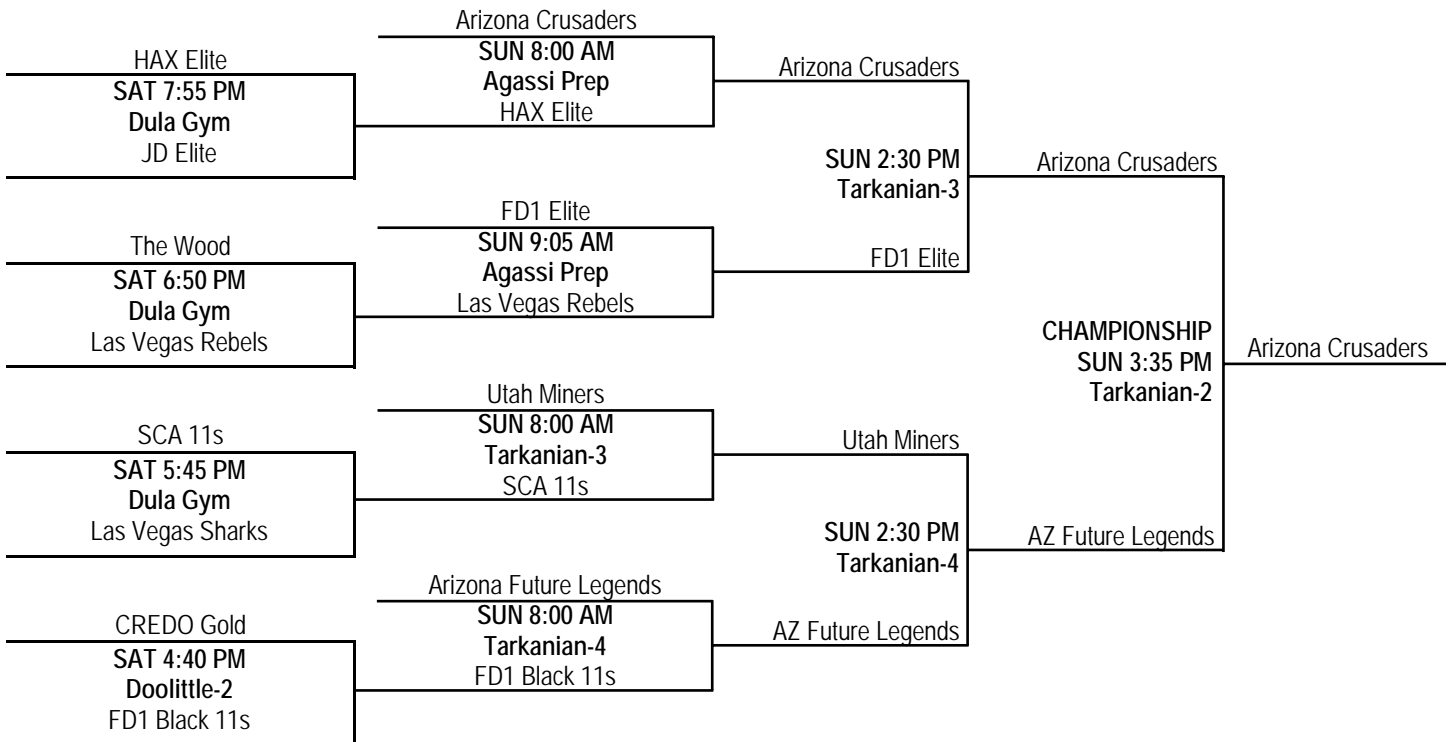 HAX Elite
SAT 7:55 PM
Dula Gym
JD Elite
The Wood
SAT 6:50 PM
Dula Gym
Las Vegas Rebels
SCA 11s
SAT 5:45 PM
Dula Gym
Las Vegas Sharks
CREDO Gold
SAT 4:40 PM
Doolittle-2
FD1 Black 11s
Arizona Crusaders
SUN 8:00 AM
Agassi Prep
HAX Elite
FD1 Elite
SUN 9:05 AM
Agassi Prep
Las Vegas Rebels
Utah Miners
SUN 8:00 AM
Tarkanian-3
SCA 11s
Arizona Future Legends
SUN 8:00 AM
Tarkanian-4
FD1 Black 11s
Arizona Crusaders
SUN 2:30 PM
Tarkanian-3
FD1 Elite
Utah Miners
SUN 2:30 PM
Tarkanian-4
AZ Future Legends
Arizona Crusaders
CHAMPIONSHIP
SUN 3:35 PM
Tarkanian-2
AZ Future Legends
Arizona Crusaders